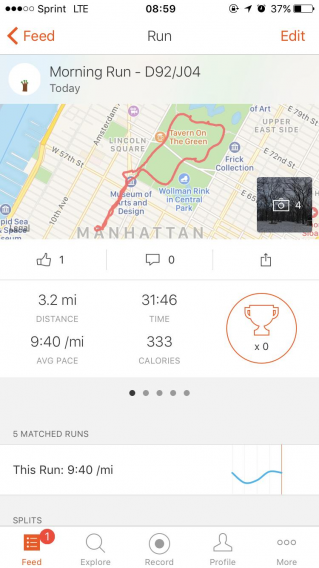 Sprint LTE 08:59 37%
Feed Run Edit
Morning Run - D92/J04
Today
of Art
E 79th St
Amsterdam
UPPER
EAST SIDE
LINCOLN
SQUARE
Tavern On
The Green
W 57th St
Frick
Collection
E 72nd St
10th Ave
Museum of
Arts and
Design
Wollman Rink
in Central
Park
Legal
MANHATTAN
4
1 0
3.2 mi 31:46
DISTANCE TIME
9:40 /mi 333
AVG PACE CALORIES
x 0
5 MATCHED RUNS
This Run: 9:40 /mi
SPLITS
1
Feed Explore Record Profile More